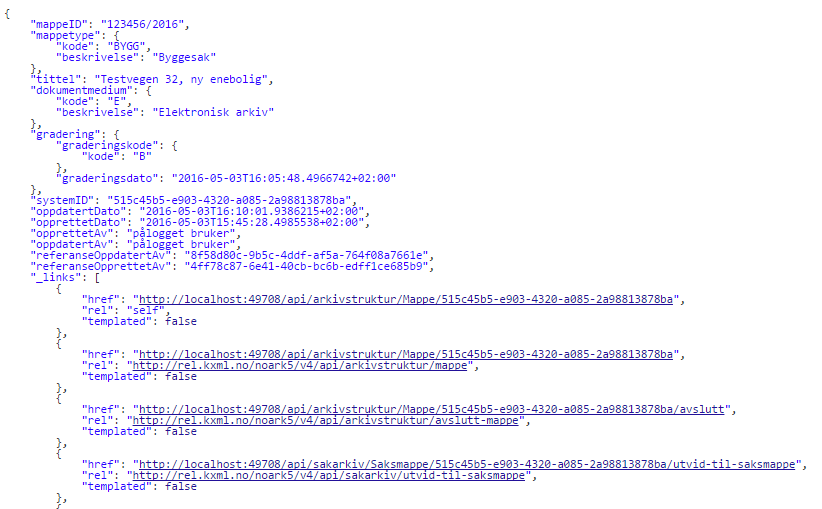 {
    "mappeID": "123456/2016",
    "mappetype": {
        "kode": "BYGG",
        "beskrivelse": "Byggesak"
    },
    "tittel": "Testvegen 32, ny enebolig",
    "dokumentmedium": {
        "kode": "E",
        "beskrivelse": "Elektronisk arkiv"
    },
    "gradering": {
        "graderingskode": {
            "kode": "B"
        },
        "graderingsdato": "2016-05-03T16:05:48.4966742+02:00"
    },
    "systemID": "515c45b5-e903-4320-a085-2a98813878ba",
    "oppdatertDato": "2016-05-03T16:10:01.9386215+02:00",
    "opprettetDato": "2016-05-03T15:45:28.4985538+02:00",
    "opprettetAv": "pålogget bruker",
    "oppdatertAv": "pålogget bruker",
    "referanseOppdatertAv": "8f58d80c-9b5c-4ddf-af5a-764f08a7661e",
    "referanseOpprettetAv": "4ff78c87-6e41-40cb-bc6b-edff1ce685b9",
    "_links": [
        {
            "href": "http://localhost:49708/api/arkivstruktur/Mappe/515c45b5-e903-4320-a085-2a98813878ba",
            "rel": "self",
            "templated": false
        },
        {
            "href": "http://localhost:49708/api/arkivstruktur/Mappe/515c45b5-e903-4320-a085-2a98813878ba",
            "rel": "http://rel.kxml.no/noark5/v4/api/arkivstruktur/mappe",
            "templated": false
        },
        {
            "href": "http://localhost:49708/api/arkivstruktur/Mappe/515c45b5-e903-4320-a085-2a98813878ba/avslutt",
            "rel": "http://rel.kxml.no/noark5/v4/api/arkivstruktur/avslutt-mappe",
            "templated": false
        },
        {
            "href": "http://localhost:49708/api/sakarkiv/Saksmappe/515c45b5-e903-4320-a085-2a98813878ba/utvid-til-saksmappe",
            "rel": "http://rel.kxml.no/noark5/v4/api/sakarkiv/utvid-til-saksmappe",
            "templated": false
        },
        {